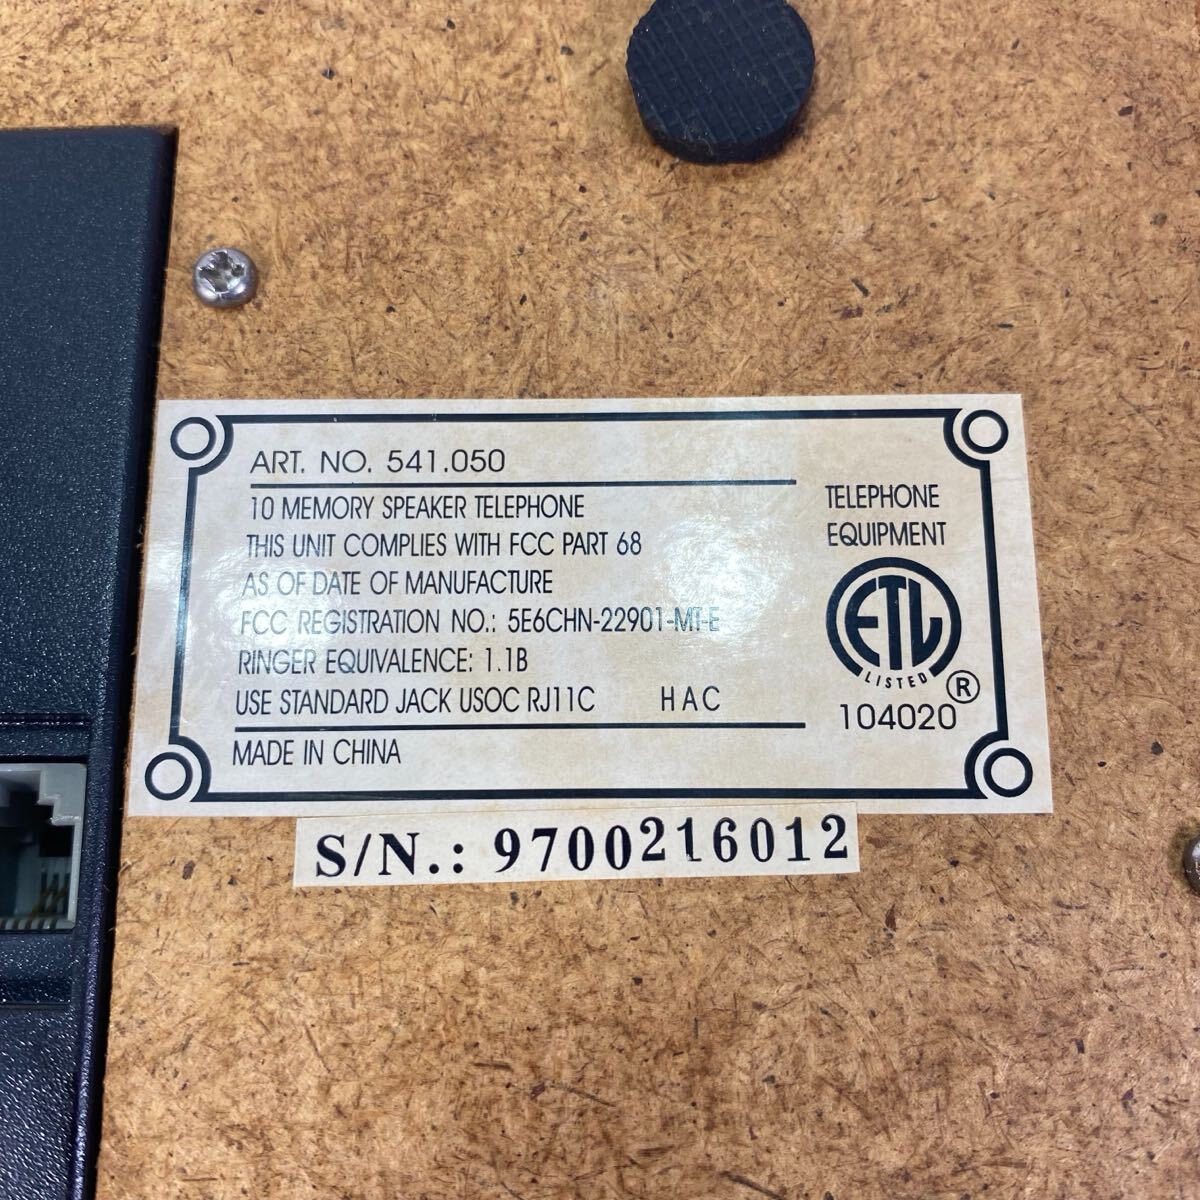 ART. NO. 541.050
10 MEMORY SPEAKER TELEPHONE
THIS UNIT COMPLIES WITH FCC PART 68
AS OF DATE OF MANUFACTURE
FCC REGISTRATION NO.: 5E6CHN-22901-MT-E
RINGER EQUIVALENCE: 1.1B
USE STANDARD JACK USOC RJ11C HAC
MADE IN CHINA
TELEPHONE
EQUIPMENT
ETL
LISTED
®
104020
S/N.: 9700216012